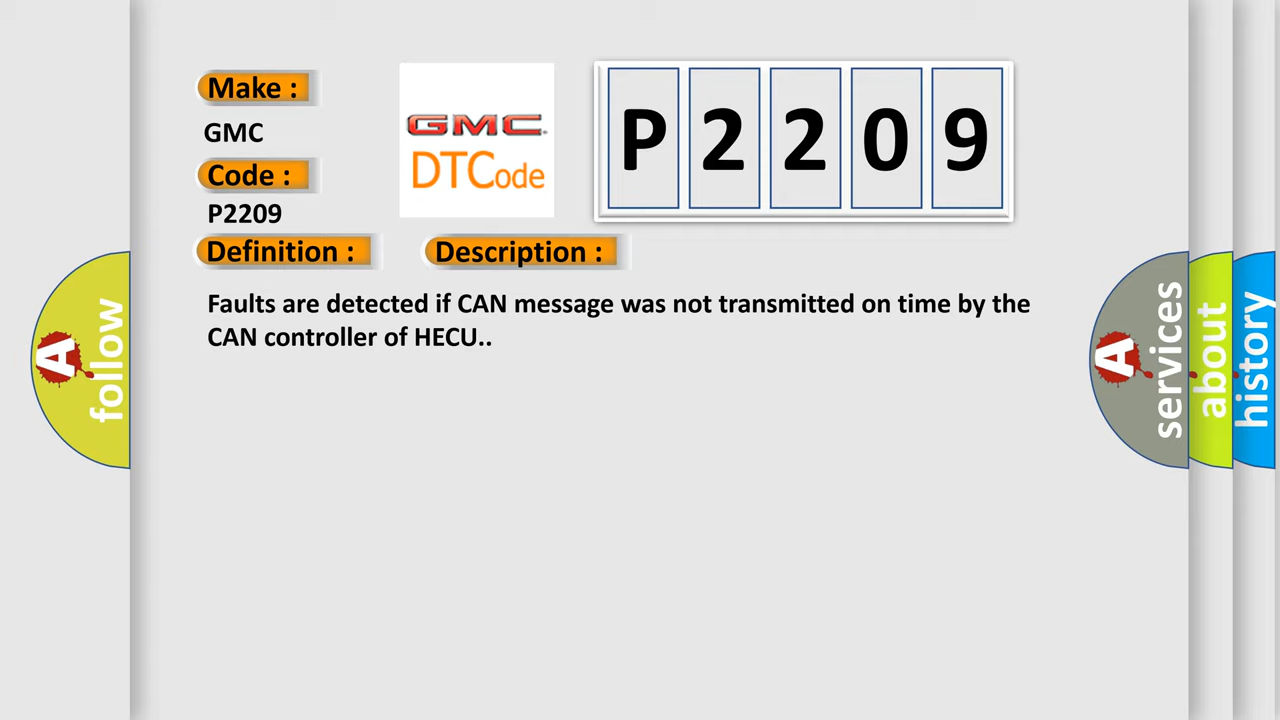 Make :
GMC
Code :
P2209
Definition :
Description :
Faults are detected if CAN message was not transmitted on time by the
CAN controller of HECU..
GMC
DTCode
P 2 2 0 9
A follow
A services
about
history